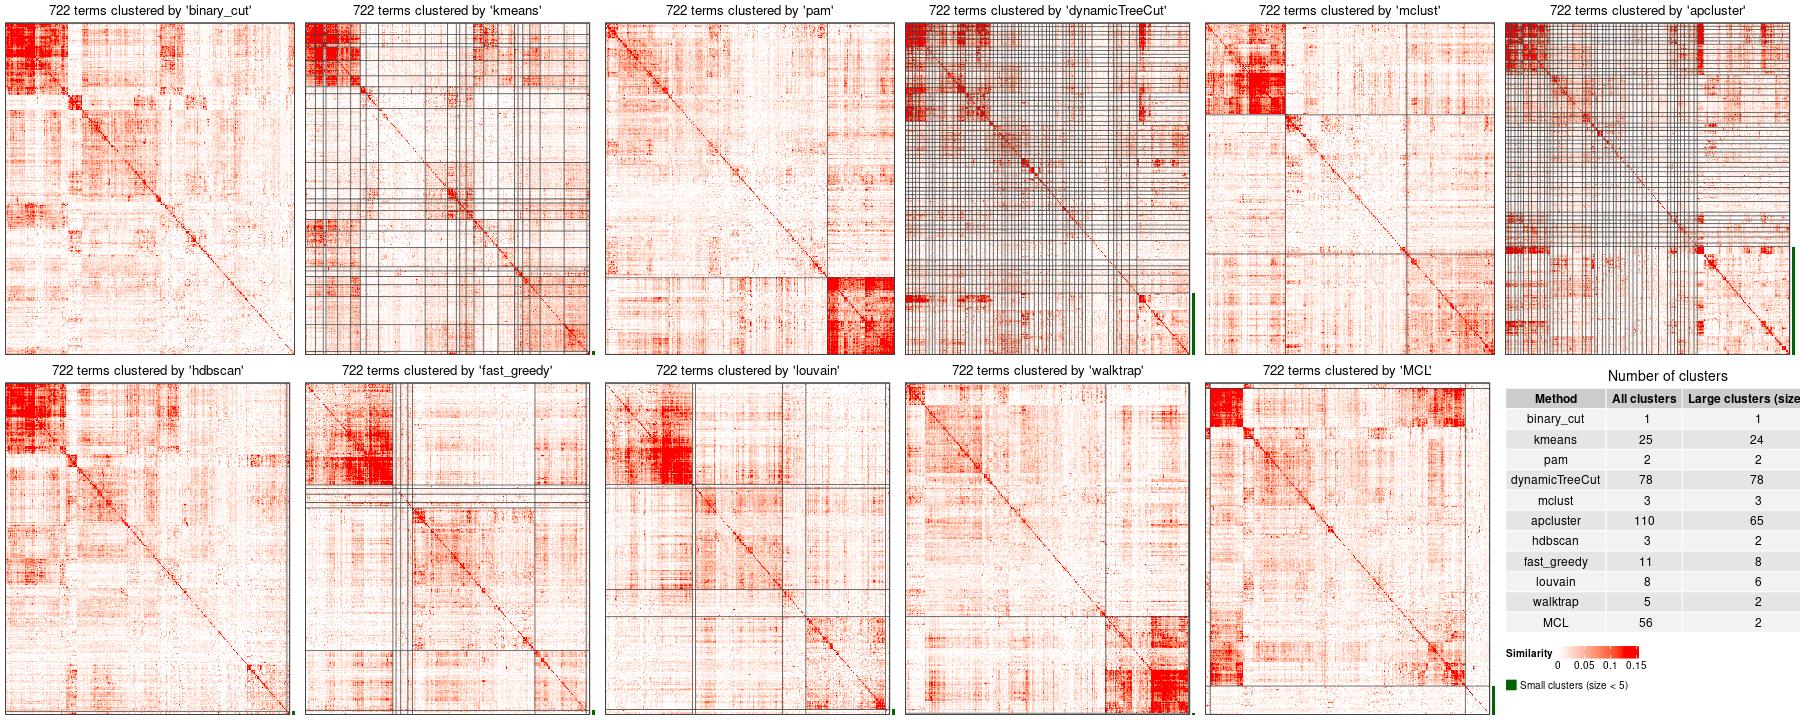 722 terms clustered by 'binary_cut'
722 terms clustered by 'kmeans'
722 terms clustered by 'pam'
722 terms clustered by 'dynamicTreeCut'
722 terms clustered by 'mclust'
722 terms clustered by 'apcluster'
722 terms clustered by 'hdbscan'
722 terms clustered by 'fast_greedy'
722 terms clustered by 'louvain'
722 terms clustered by 'walktrap'
722 terms clustered by 'MCL'
Number of clusters
Method All clusters Large clusters (size
binary_cut 1 1
kmeans 25 24
pam 2 2
dynamicTreeCut 78 78
mclust 3 3
apcluster 110 65
hdbscan 3 2
fast_greedy 11 8
louvain 8 6
walktrap 5 2
MCL 56 2
Similarity
0 0.05 0.1 0.15
Small clusters (size < 5)